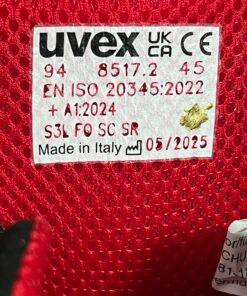 uvex UK CA CE
94 8517.2 45
EN ISO 20345:2022
+ A1:2024
S3L FO SC SR
Made in Italy 05/2025